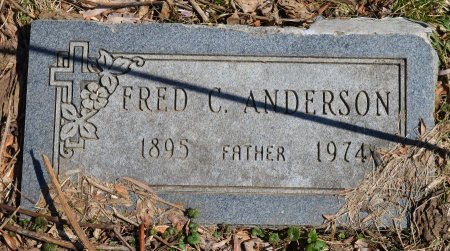 FRED C. ANDERSON
1895 FATHER 1974